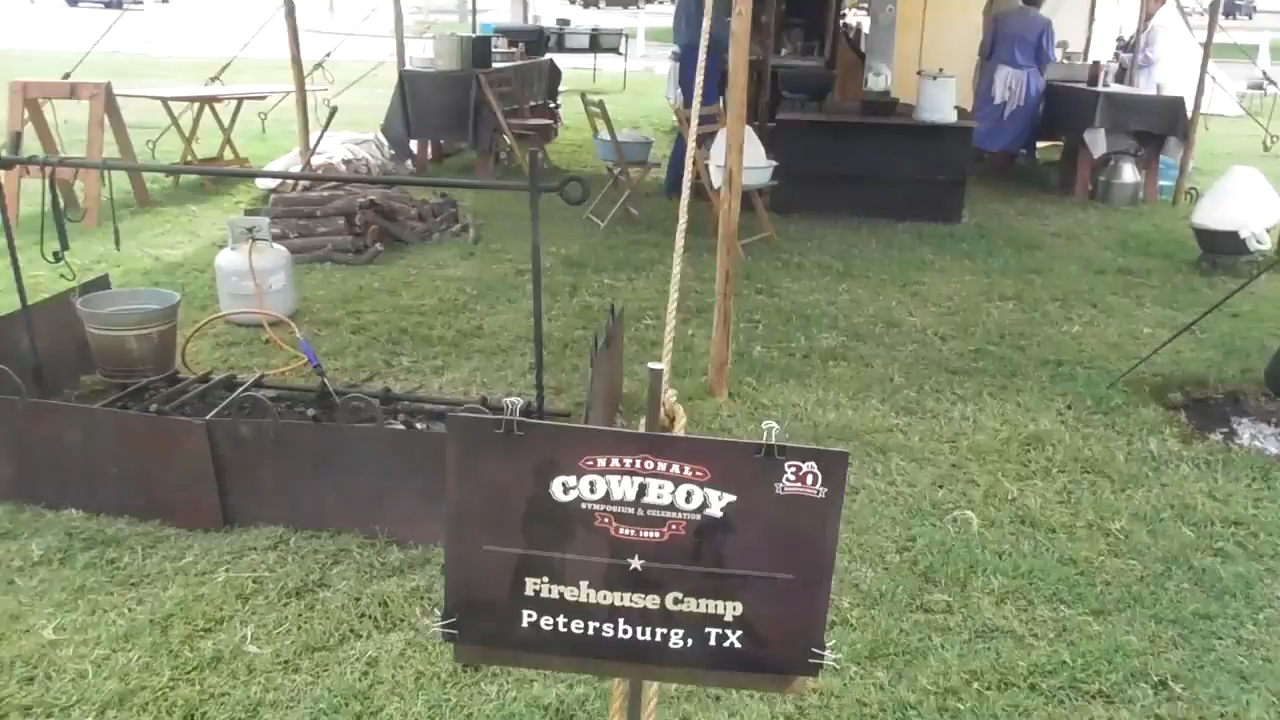 NATIONAL
30
COWBOY
SYMPOSIUM & CELEBRATION
EST. 1989
Firehouse Camp
Petersburg, TX